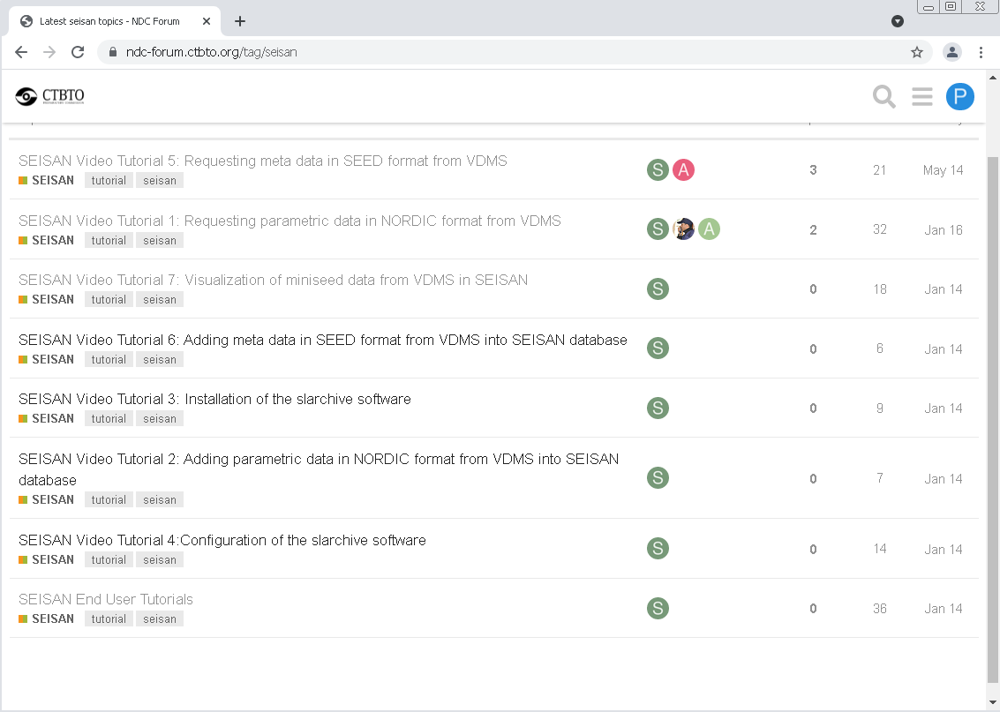 Latest seisan topics - NDC Forum
ndc-forum.ctbto.org/tag/seisan
CTBTO
P
SEISAN Video Tutorial 5: Requesting meta data in SEED format from VDMS
S A 3 21 May 14
SEISAN tutorial seisan
SEISAN Video Tutorial 1: Requesting parametric data in NORDIC format from VDMS
S A 2 32 Jan 16
SEISAN tutorial seisan
SEISAN Video Tutorial 7: Visualization of miniseed data from VDMS in SEISAN
S 0 18 Jan 14
SEISAN tutorial seisan
SEISAN Video Tutorial 6: Adding meta data in SEED format from VDMS into SEISAN database
S 0 6 Jan 14
SEISAN tutorial seisan
SEISAN Video Tutorial 3: Installation of the slarchive software
S 0 9 Jan 14
SEISAN tutorial seisan
SEISAN Video Tutorial 2: Adding parametric data in NORDIC format from VDMS into SEISAN
database
S 0 7 Jan 14
SEISAN tutorial seisan
SEISAN Video Tutorial 4:Configuration of the slarchive software
S 0 14 Jan 14
SEISAN tutorial seisan
SEISAN End User Tutorials
S 0 36 Jan 14
SEISAN tutorial seisan